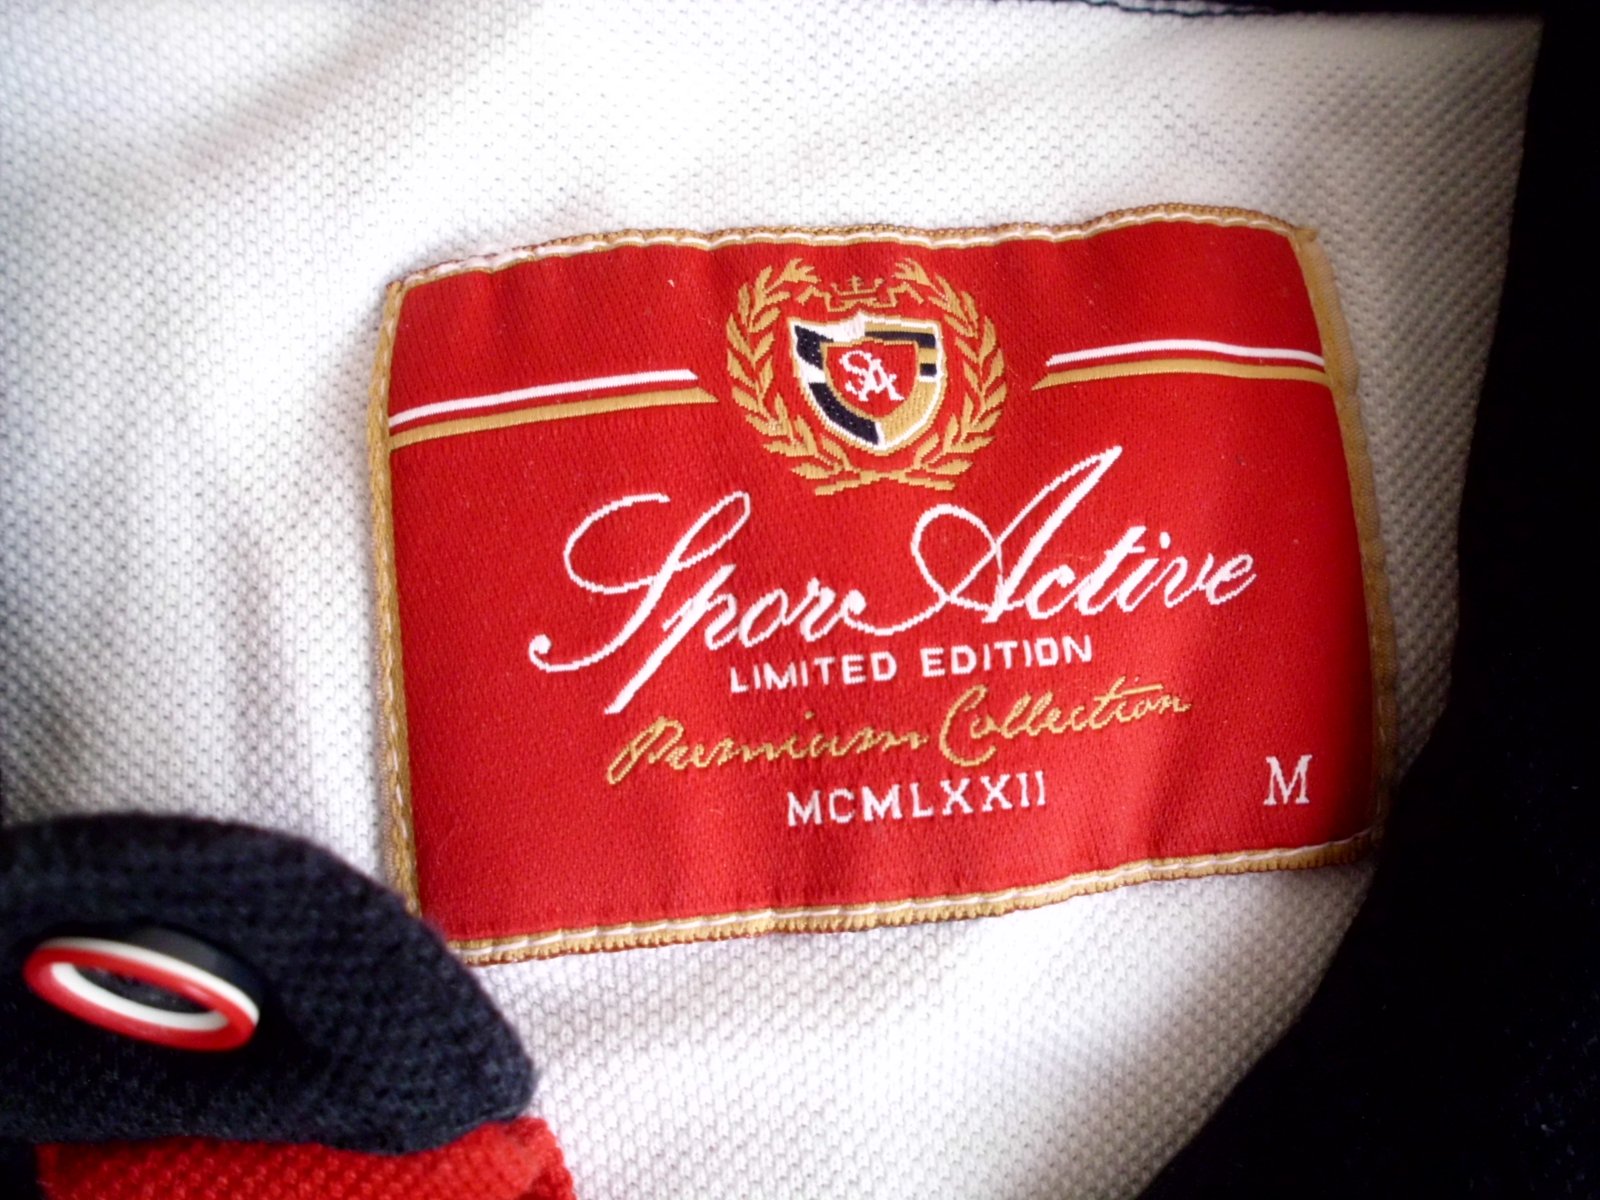 SA
Spor Active
LIMITED EDITION
Premium Collection
MCMLXXII
M